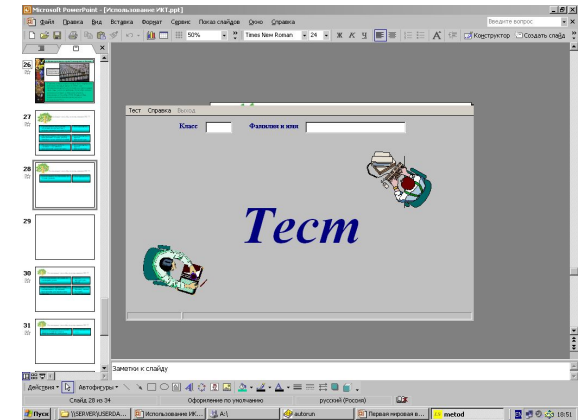 Microsoft PowerPoint - [Использование ИКТ.ppt]
Файл Правка Вид Вставка Формат Сервис Показ слайдов Окно Справка
Введите вопрос
50% Times New Roman 24 Ж К Ч Конструктор Создать слайд
26
27
28
29
30
31
Тест Справка Выход
Класс Фамилия и имя
Тест
Заметки к слайду
Действия Автофигуры
Слайд 28 из 34 Оформление по умолчанию русский (Россия)
Пуск \\SERVER\USERDA... Использование ИК... A:\ autorun Первая мировая в... metod 18:51